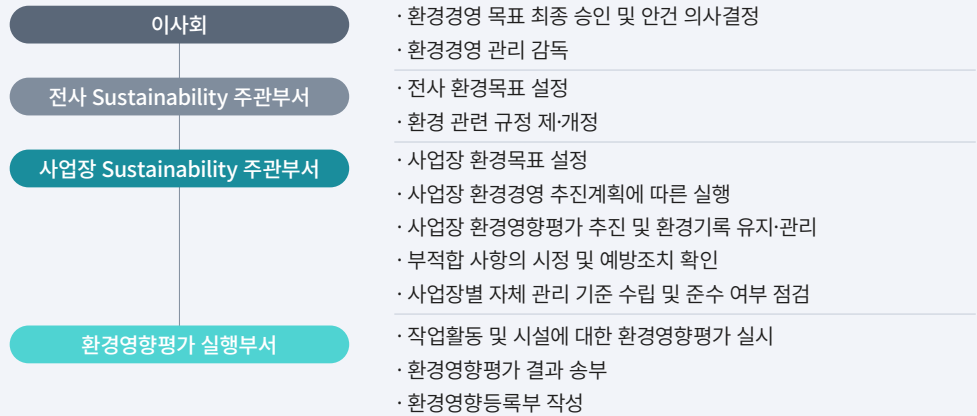 이사회
· 환경경영 목표 최종 승인 및 안건 의사결정
· 환경경영 관리 감독
전사 Sustainability 주관부서
· 전사 환경목표 설정
· 환경 관련 규정 제·개정
사업장 Sustainability 주관부서
· 사업장 환경목표 설정
· 사업장 환경경영 추진계획에 따른 실행
· 사업장 환경영향평가 추진 및 환경기록 유지·관리
· 부적합 사항의 시정 및 예방조치 확인
· 사업장별 자체 관리 기준 수립 및 준수 여부 점검
환경영향평가 실행부서
· 작업활동 및 시설에 대한 환경영향평가 실시
· 환경영향평가 결과 송부
· 환경영향등록부 작성